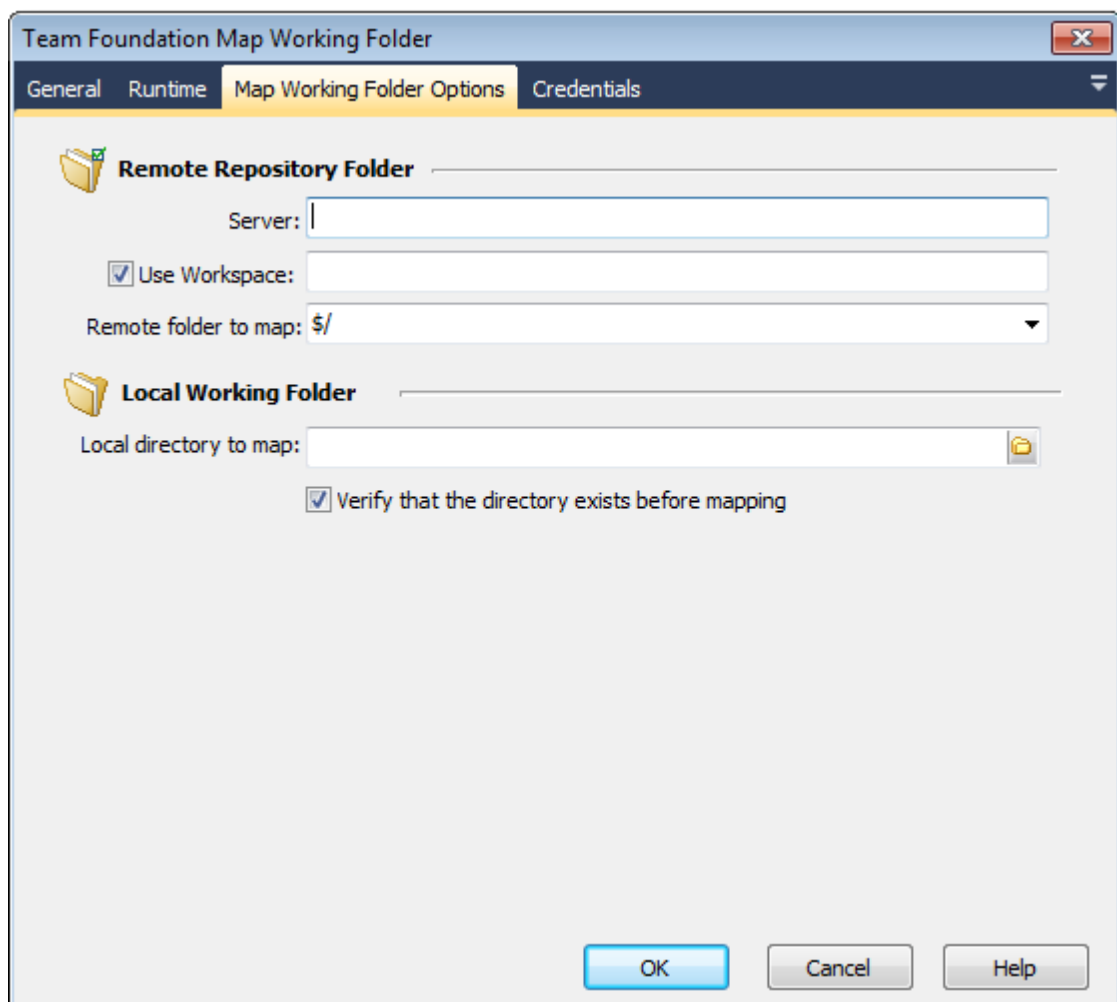 Team Foundation Map Working Folder
General Runtime Map Working Folder Options Credentials
Remote Repository Folder
Server:
Use Workspace:
Remote folder to map: $/
Local Working Folder
Local directory to map:
Verify that the directory exists before mapping
OK Cancel Help